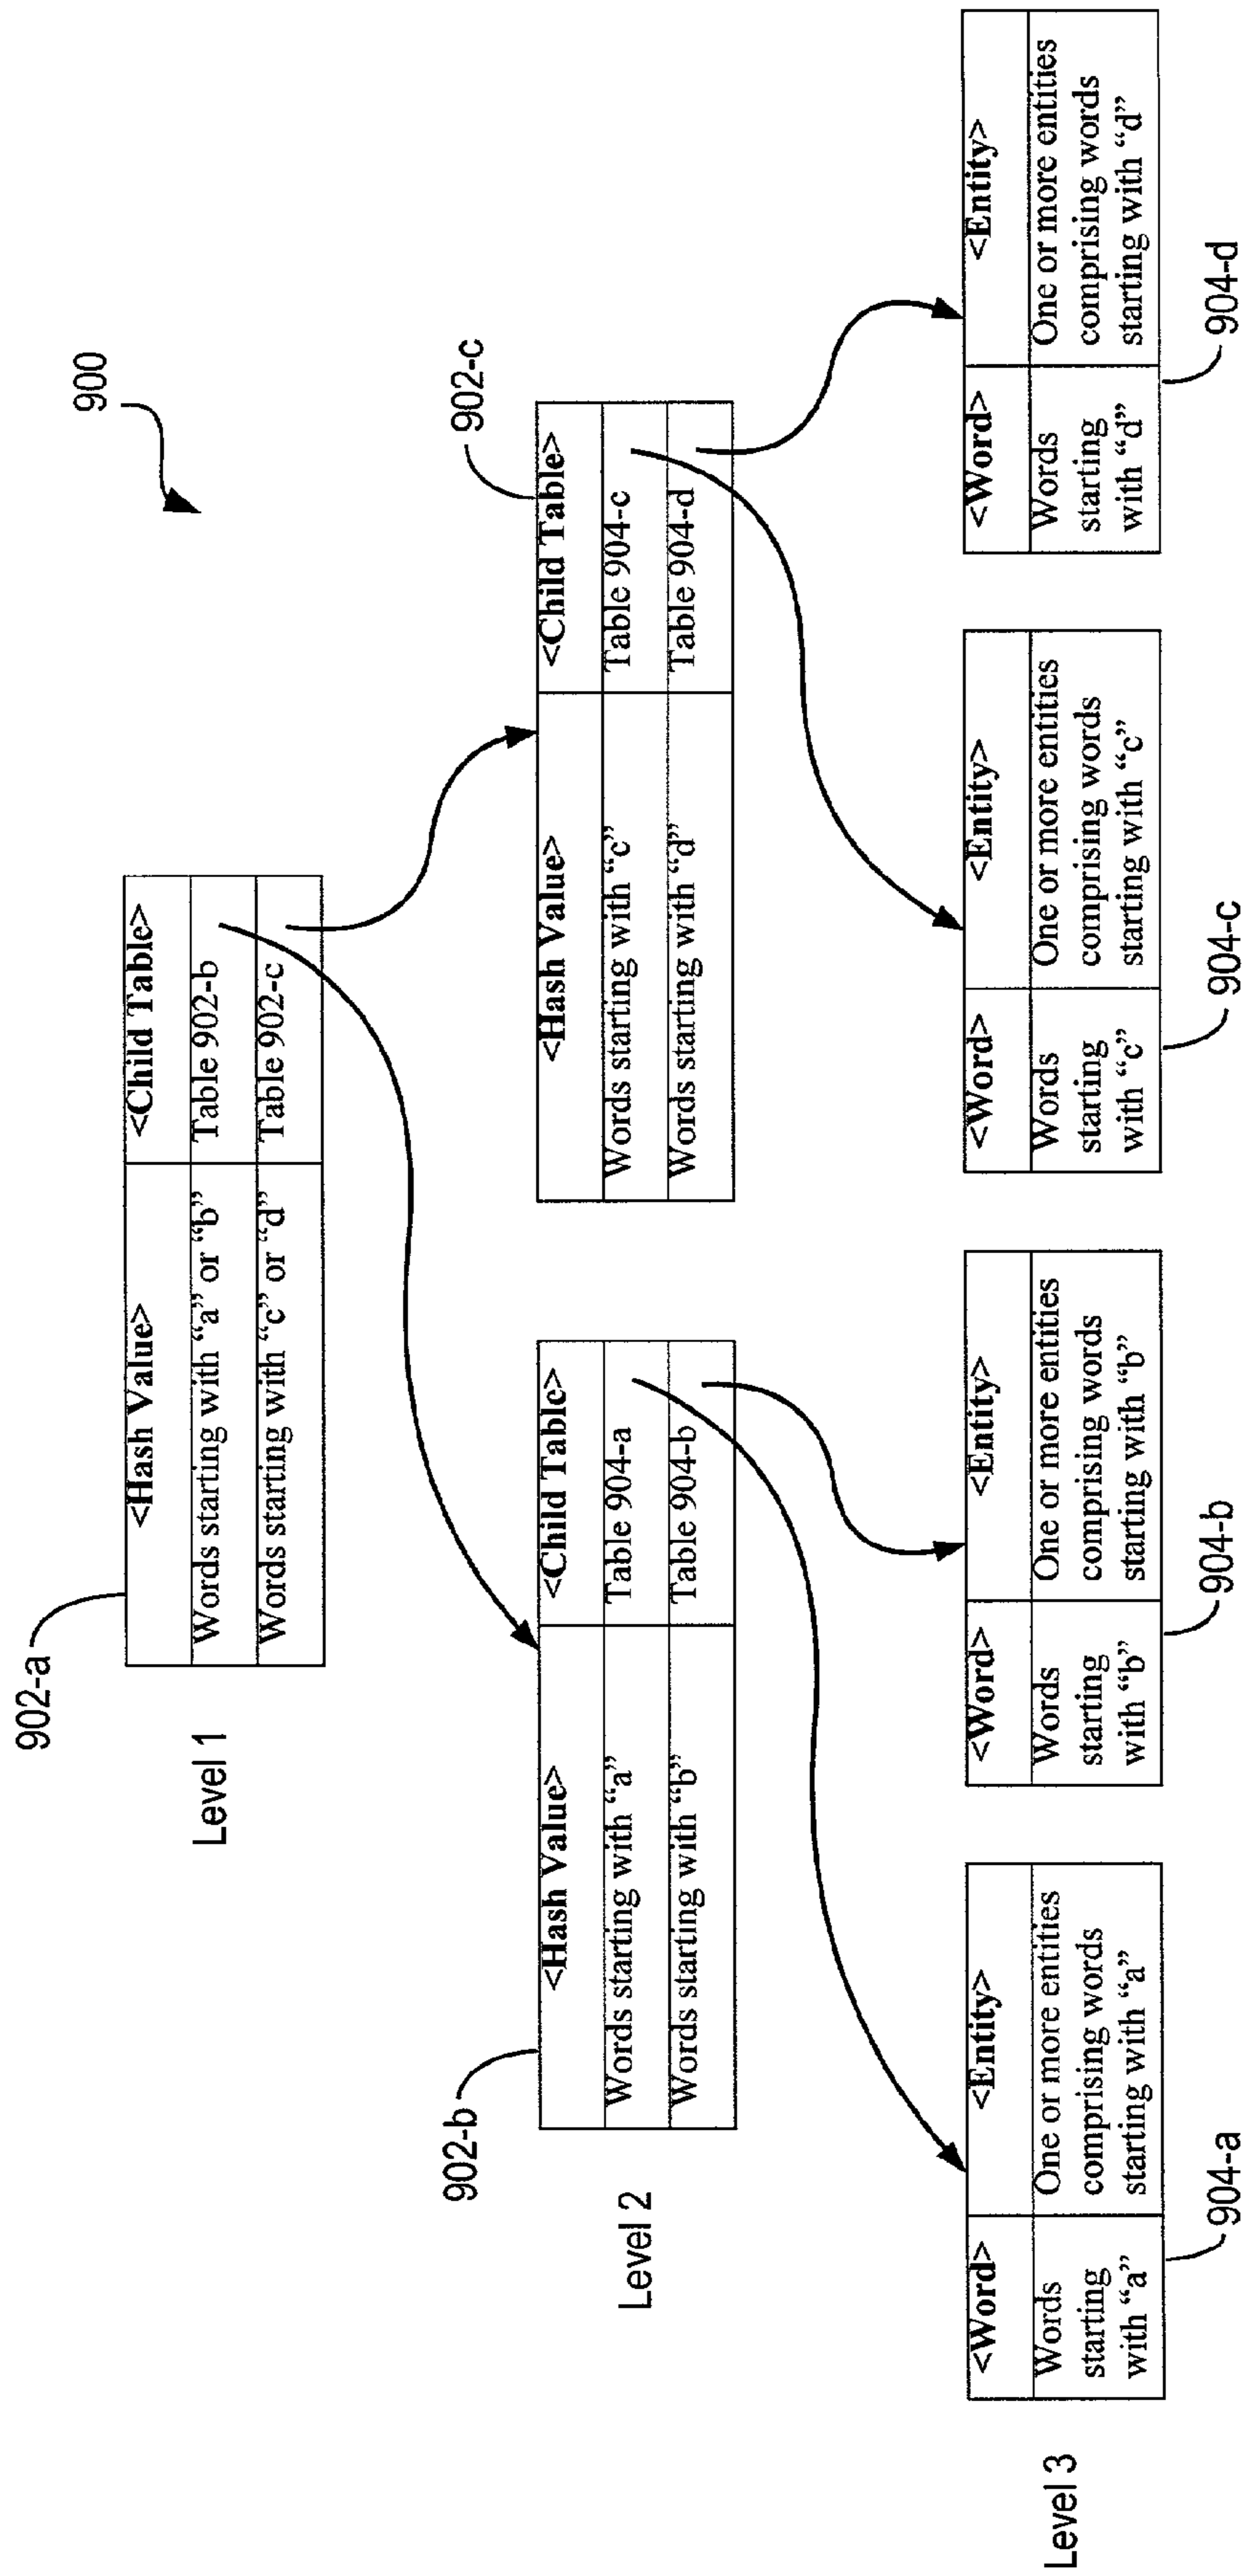 900
902-a
Level 1
<Hash Value> <Child Table>
Words starting with “a” or “b” Table 902-b
Words starting with “c” or “d” Table 902-c
902-b
902-c
Level 2
<Hash Value> <Child Table>
Words starting with “a” Table 904-a
Words starting with “b” Table 904-b
<Hash Value> <Child Table>
Words starting with “c” Table 904-c
Words starting with “d” Table 904-d
Level 3
<Word> <Entity>
Words One or more entities
starting comprising words
with “a” starting with “a”
904-a
<Word> <Entity>
Words One or more entities
starting comprising words
with “b” starting with “b”
904-b
<Word> <Entity>
Words One or more entities
starting comprising words
with “c” starting with “c”
904-c
<Word> <Entity>
Words One or more entities
starting comprising words
with “d” starting with “d”
904-d